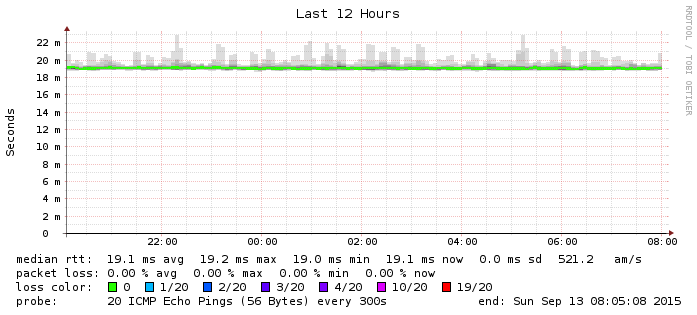 Last 12 Hours
RRDTOOL / TOBI OETIKER
Seconds
22 m
20 m
18 m
16 m
14 m
12 m
10 m
8 m
6 m
4 m
2 m
0
22:00 00:00 02:00 04:00 06:00 08:00
median rtt: 19.1 ms avg 19.2 ms max 19.0 ms min 19.1 ms now 0.0 ms sd 521.2 am/s
packet loss: 0.00 % avg 0.00 % max 0.00 % min 0.00 % now
loss color: 0 1/20 2/20 3/20 4/20 10/20 19/20
probe: 20 ICMP Echo Pings (56 Bytes) every 300s end: Sun Sep 13 08:05:08 2015